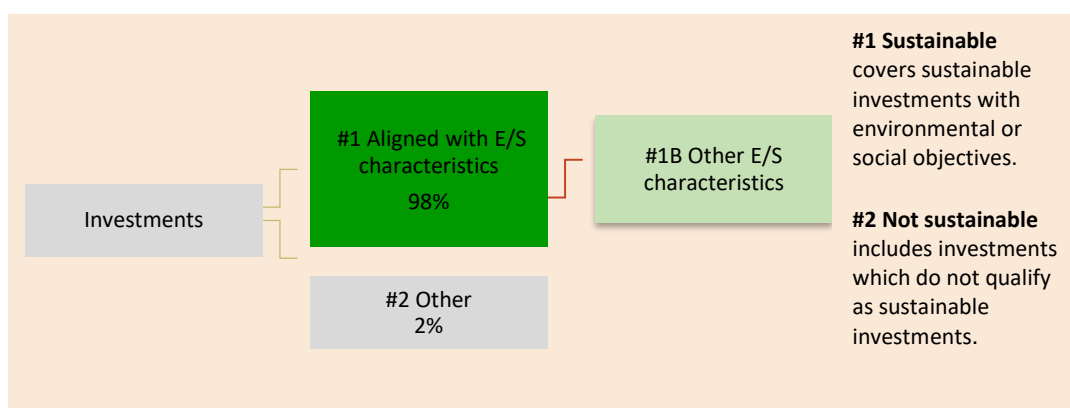 Investments
#1 Aligned with E/S
characteristics
98%
#2 Other
2%
#1B Other E/S
characteristics
#1 Sustainable
covers sustainable
investments with
environmental or
social objectives.
#2 Not sustainable
includes investments
which do not qualify
as sustainable
investments.